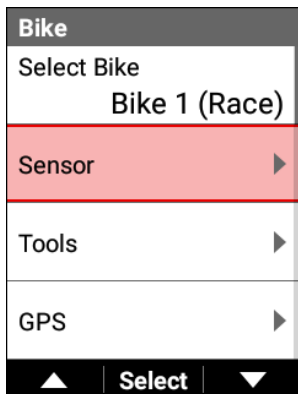 Bike
Select Bike
Bike 1 (Race)
Sensor
Tools
GPS
Select